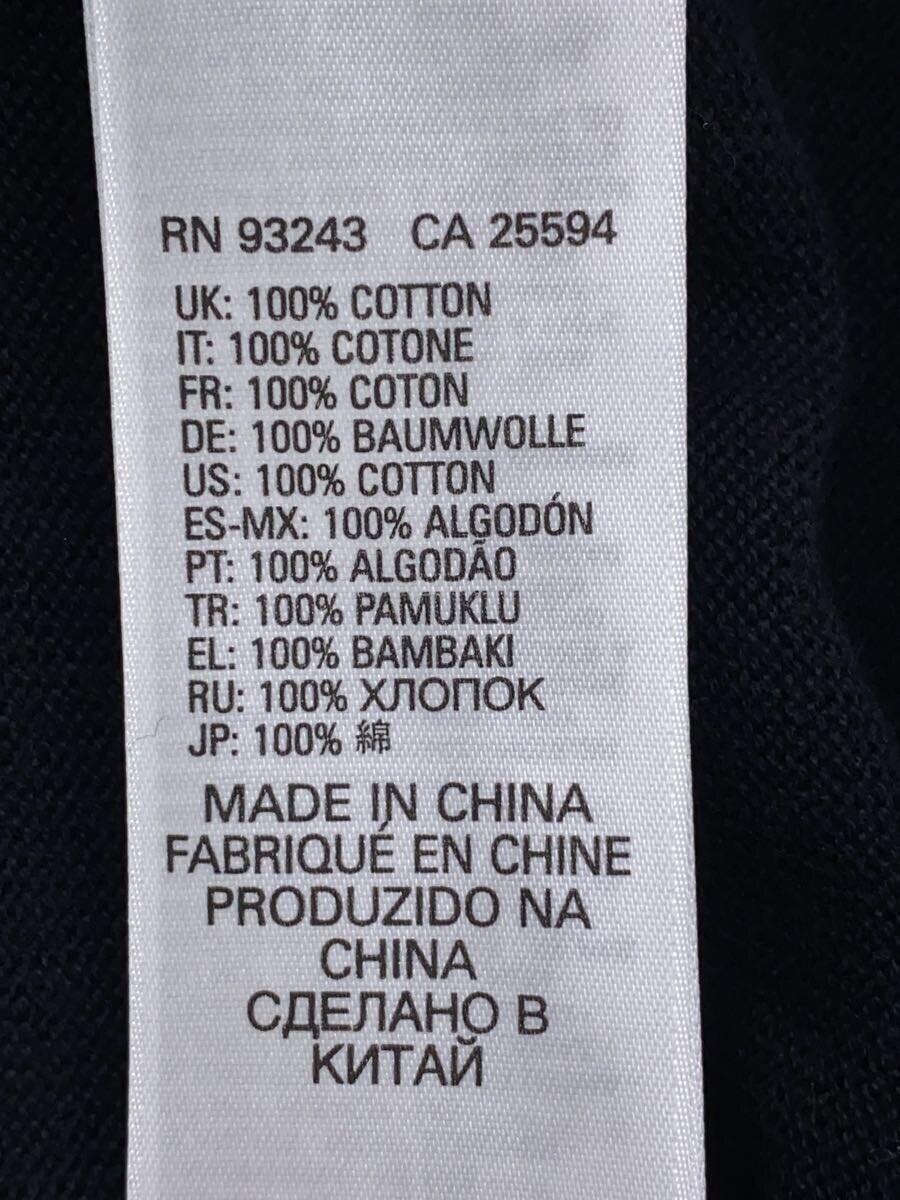 RN 93243 CA 25594
UK: 100% COTTON
IT: 100% COTONE
FR: 100% COTON
DE: 100% BAUMWOLLE
US: 100% COTTON
ES-MX: 100% ALGODÓN
PT: 100% ALGODÃO
TR: 100% PAMUKLU
EL: 100% BAMBAKI
RU: 100% ХЛОПОК
JP: 100% 綿
MADE IN CHINA
FABRIQUÉ EN CHINE
PRODUZIDO NA
CHINA
СДЕЛАНО В
КИТАЙ